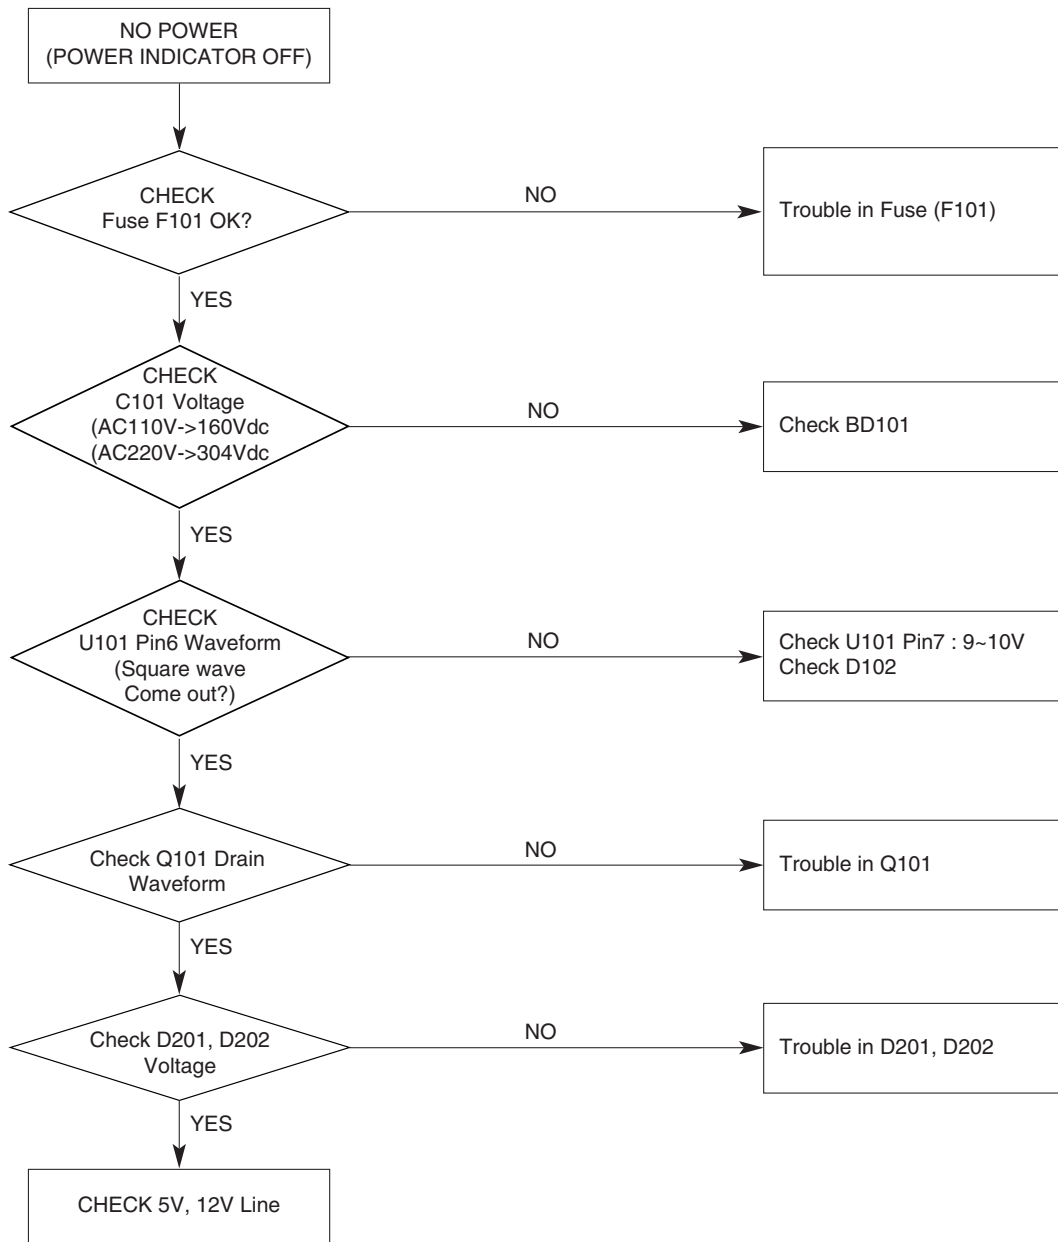 NO POWER
(POWER INDICATOR OFF)
CHECK
Fuse F101 OK?
NO
Trouble in Fuse (F101)
YES
CHECK
C101 Voltage
(AC110V->160Vdc
(AC220V->304Vdc
NO
Check BD101
YES
CHECK
U101 Pin6 Waveform
(Square wave
Come out?)
NO
Check U101 Pin7 : 9~10V
Check D102
YES
Check Q101 Drain
Waveform
NO
Trouble in Q101
YES
Check D201, D202
Voltage
NO
Trouble in D201, D202
YES
CHECK 5V, 12V Line